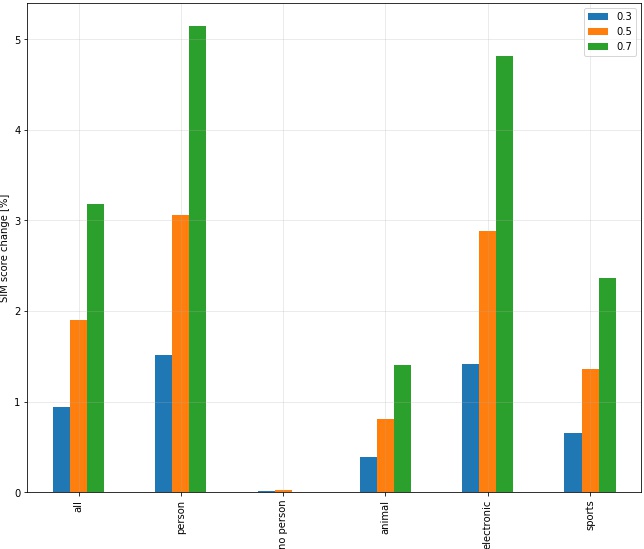 0.3
0.5
0.7
5
4
3
2
1
0
SIM score change [%]
all
person
no person
animal
electronic
sports